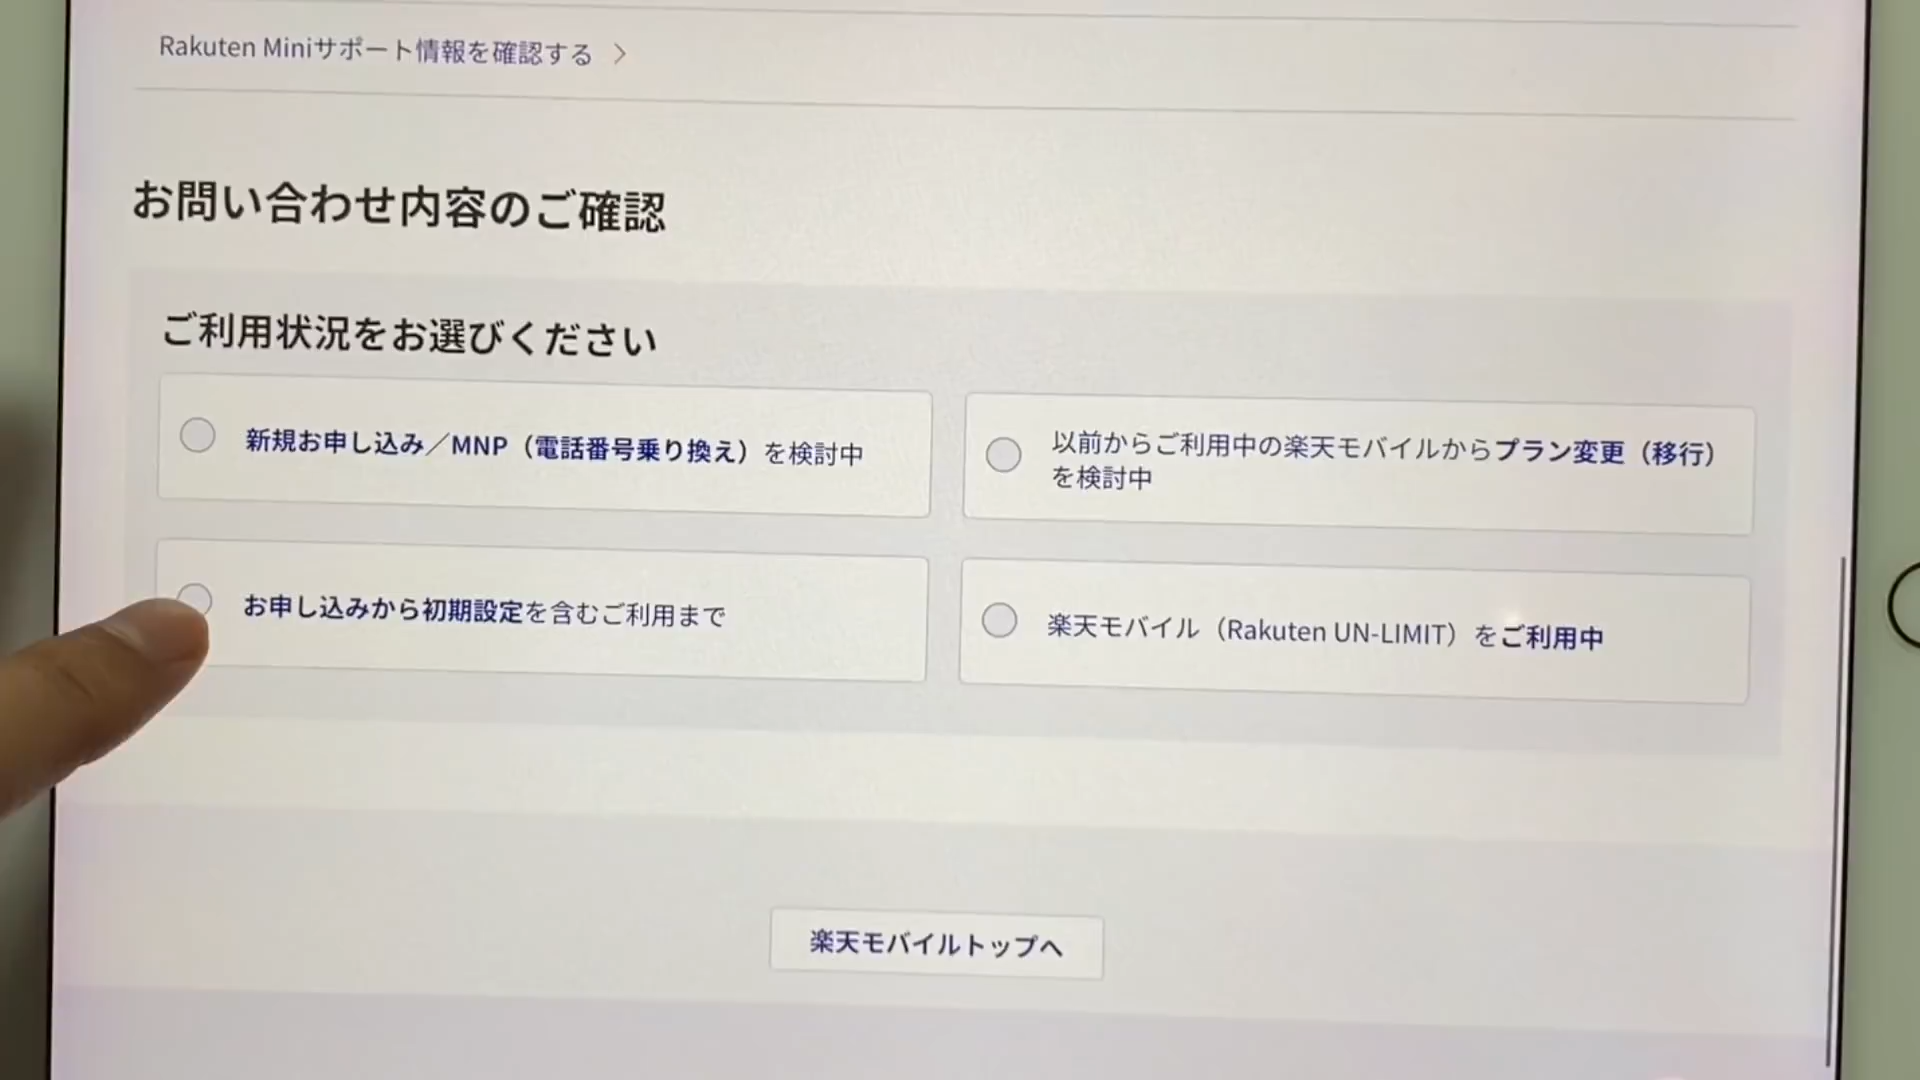 Rakuten Miniサポート情報を確認する >
お問い合わせ内容のご確認
ご利用状況をお選びください
新規お申し込み／MNP（電話番号乗り換え）を検討中
以前からご利用中の楽天モバイルからプラン変更（移行）
を検討中
お申し込みから初期設定を含むご利用まで
楽天モバイル（Rakuten UN-LIMIT）をご利用中
楽天モバイルトップへ